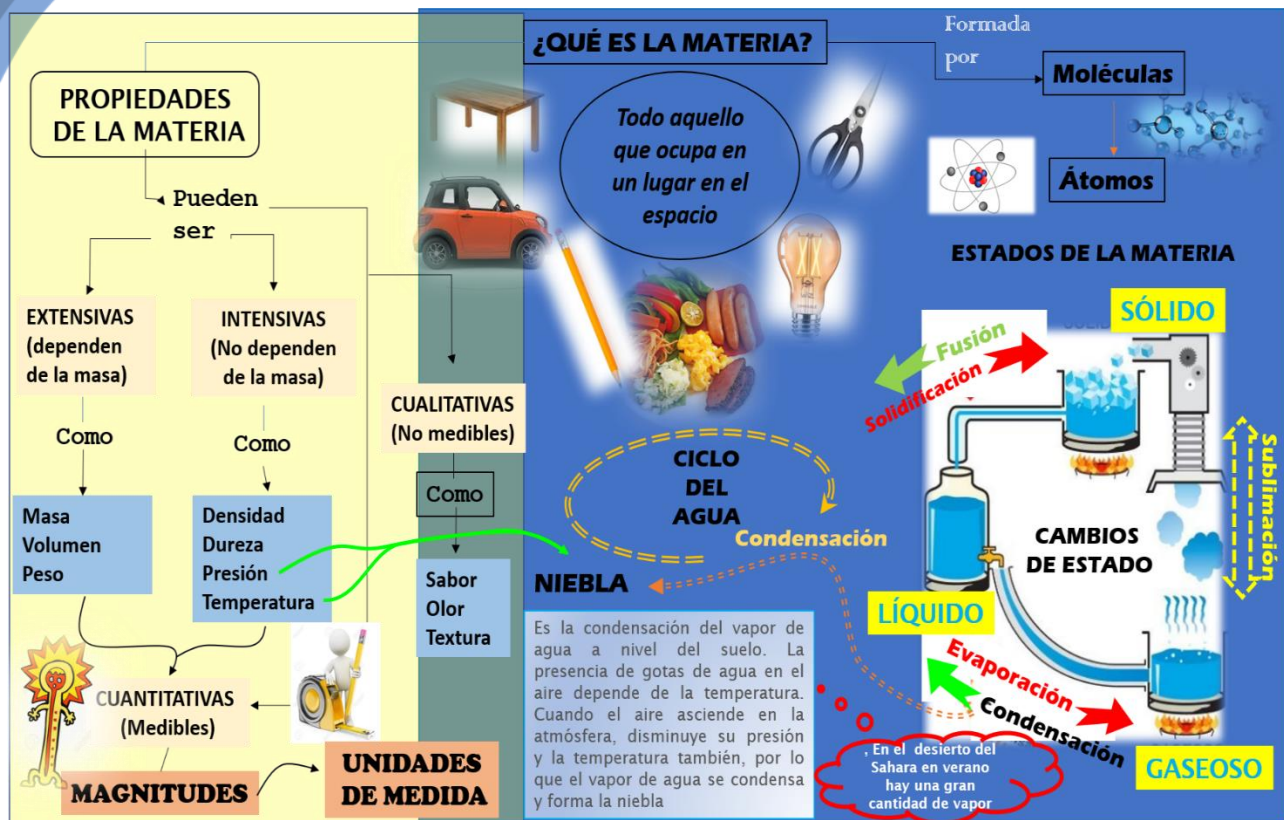 ¿QUÉ ES LA MATERIA?
Formada
por
Moléculas
Átomos
Todo aquello
que ocupa en
un lugar en el
espacio
PROPIEDADES
DE LA MATERIA
Pueden
ser
EXTENSIVAS
(dependen
de la masa)
INTENSIVAS
(No dependen
de la masa)
CUALITATIVAS
(No medibles)
Como
Como
Como
Masa
Volumen
Peso
Densidad
Dureza
Presión
Temperatura
Sabor
Olor
Textura
CUANTITATIVAS
(Medibles)
MAGNITUDES
UNIDADES
DE MEDIDA
CICLO
DEL
AGUA
Condensación
NIEBLA
Es la condensación del vapor de
agua a nivel del suelo. La
presencia de gotas de agua en el
aire depende de la temperatura.
Cuando el aire asciende en la
atmósfera, disminuye su presión
y la temperatura también, por lo
que el vapor de agua se condensa
y forma la niebla
ESTADOS DE LA MATERIA
SÓLIDO
Fusión
Solidificación
Sublimación
CAMBIOS
DE ESTADO
LÍQUIDO
Evaporación
Condensación
GASEOSO
, En el desierto del
Sahara en verano
hay una gran
cantidad de vapor